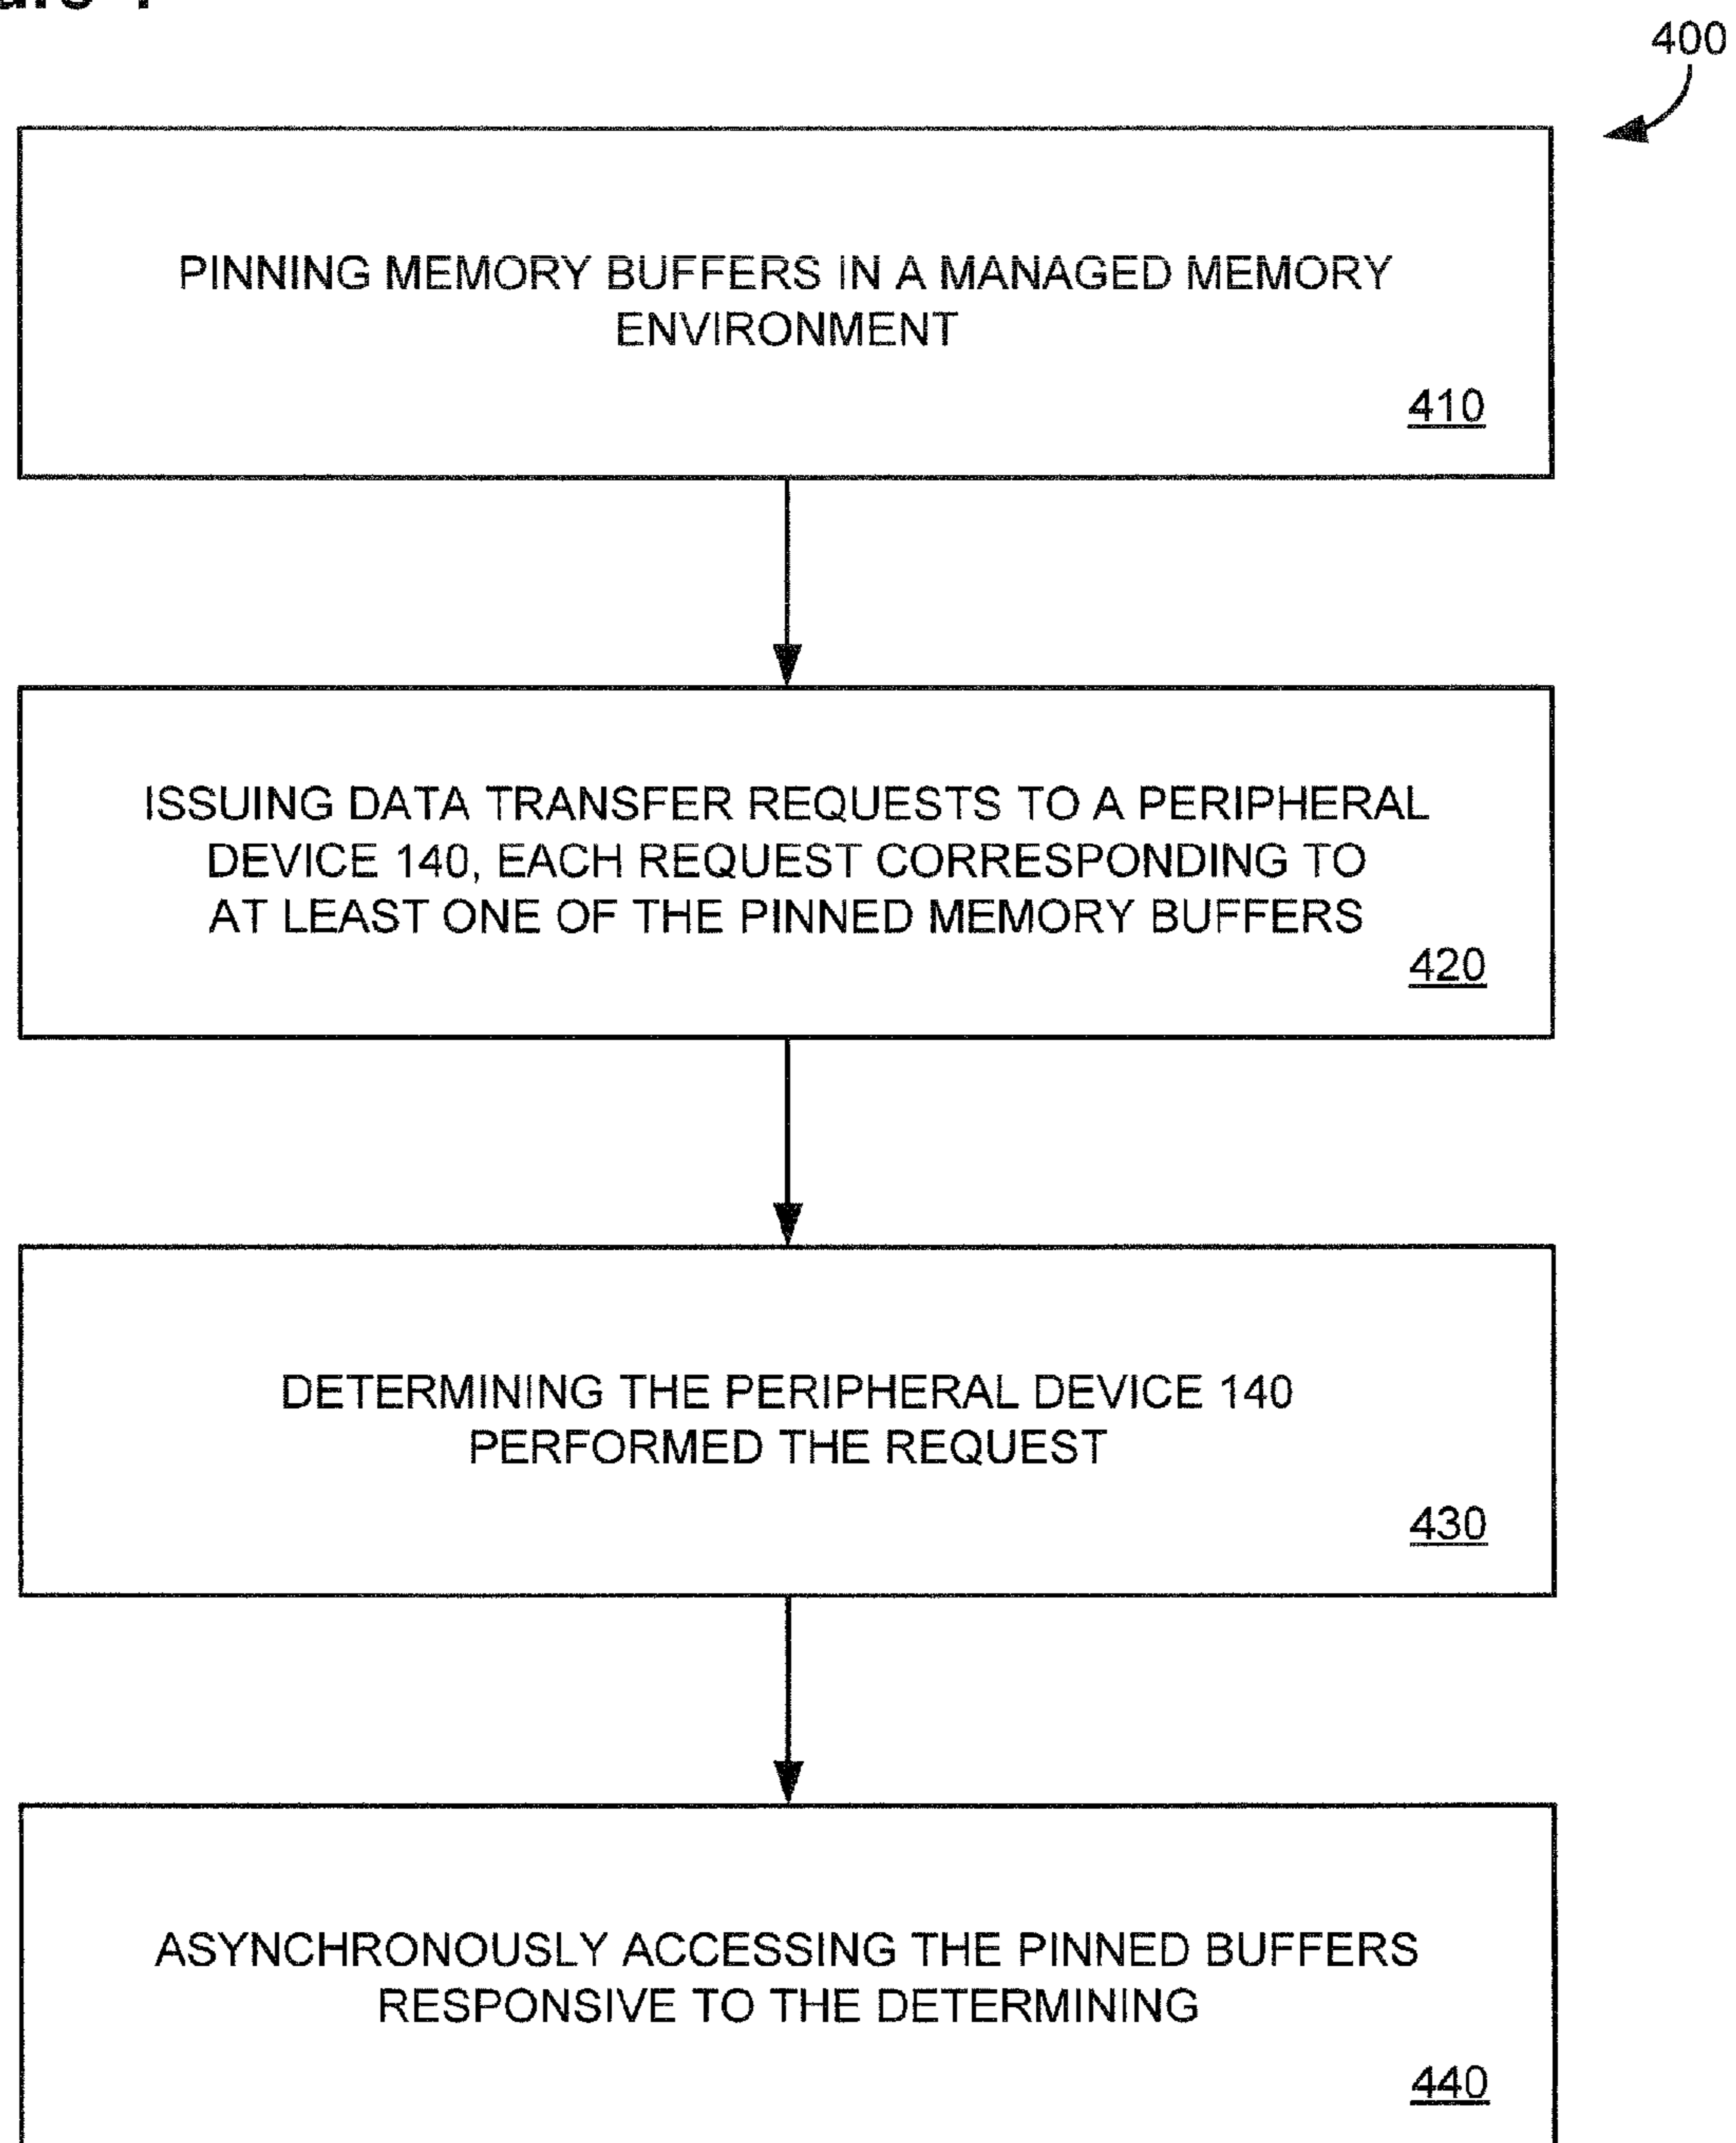 400
PINNING MEMORY BUFFERS IN A MANAGED MEMORY
ENVIRONMENT
410
ISSUING DATA TRANSFER REQUESTS TO A PERIPHERAL
DEVICE 140, EACH REQUEST CORRESPONDING TO
AT LEAST ONE OF THE PINNED MEMORY BUFFERS
420
DETERMINING THE PERIPHERAL DEVICE 140
PERFORMED THE REQUEST
430
ASYNCHRONOUSLY ACCESSING THE PINNED BUFFERS
RESPONSIVE TO THE DETERMINING
440